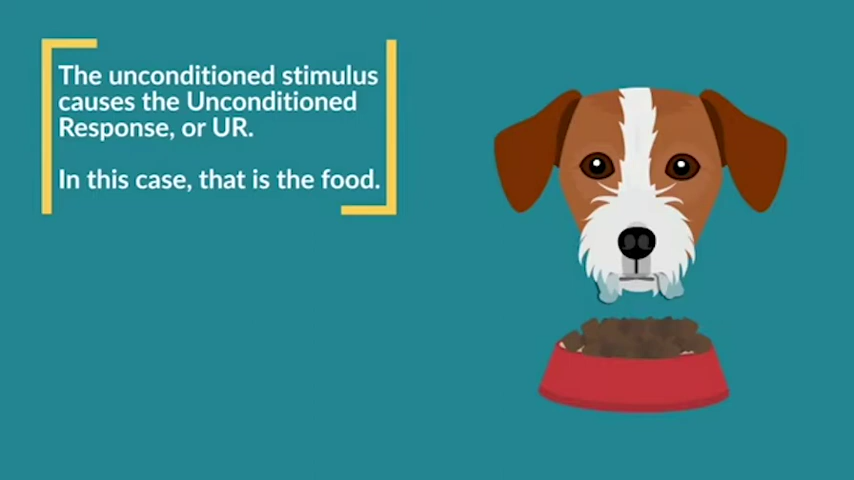 The unconditioned stimulus
causes the Unconditioned
Response, or UR.
In this case, that is the food.